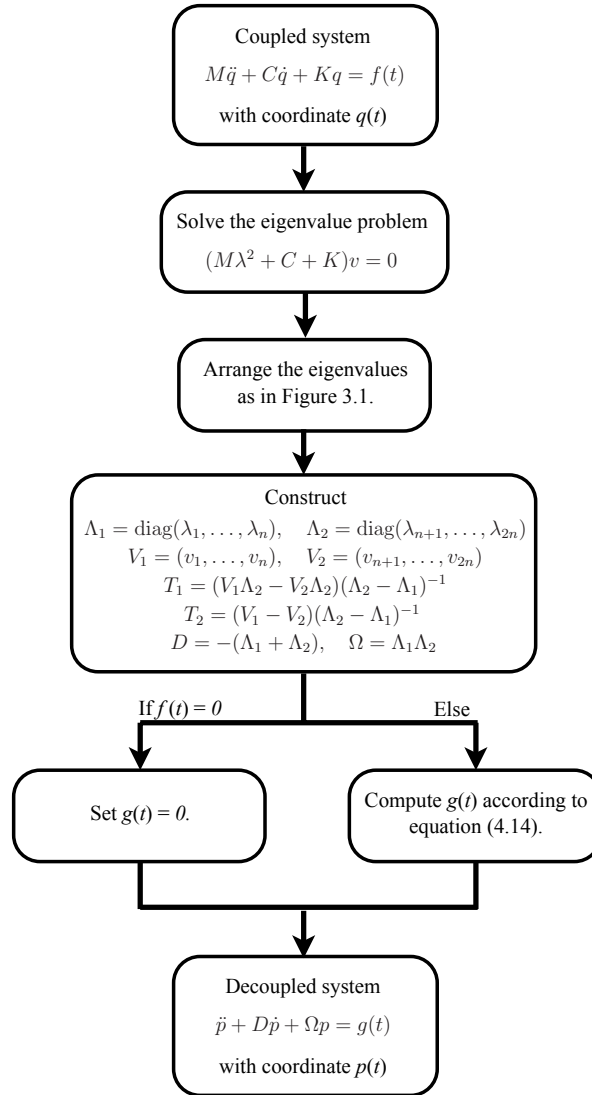 Coupled system
Mq̈ + Cq̇ + Kq = f(t)
with coordinate q(t)
Solve the eigenvalue problem
(Mλ² + C + K)v = 0
Arrange the eigenvalues
as in Figure 3.1.
Construct
Λ₁ = diag(λ₁, . . . , λₙ), Λ₂ = diag(λₙ₊₁, . . . , λ₂ₙ)
V₁ = (v₁, . . . , vₙ), V₂ = (vₙ₊₁, . . . , v₂ₙ)
T₁ = (V₁Λ₂ − V₂Λ₂)(Λ₂ − Λ₁)⁻¹
T₂ = (V₁ − V₂)(Λ₂ − Λ₁)⁻¹
D = −(Λ₁ + Λ₂), Ω = Λ₁Λ₂
If f(t) = 0
Else
Set g(t) = 0.
Compute g(t) according to
equation (4.14).
Decoupled system
p̈ + Dṗ + Ωp = g(t)
with coordinate p(t)